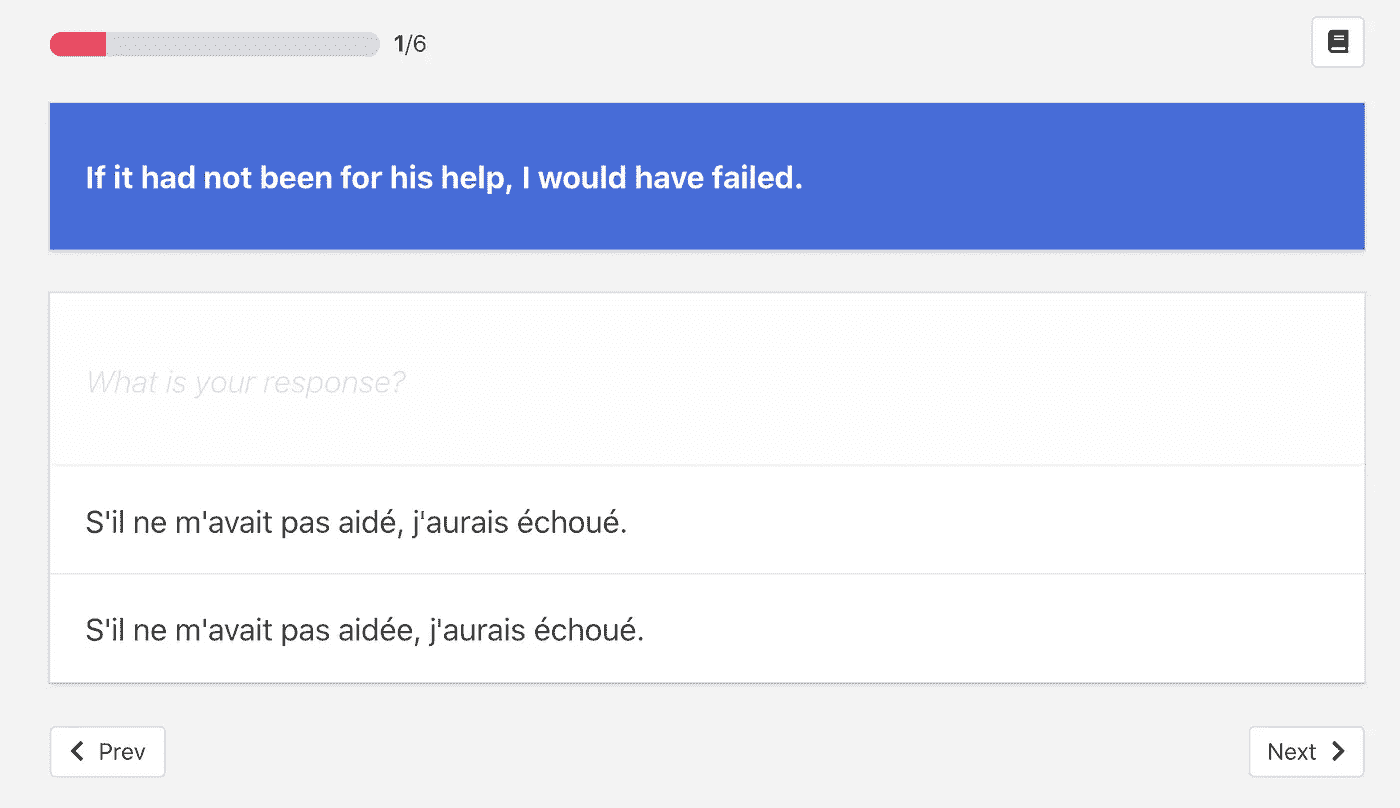 1/6
If it had not been for his help, I would have failed.
What is your response?
S'il ne m'avait pas aidé, j'aurais échoué.
S'il ne m'avait pas aidée, j'aurais échoué.
Prev
Next